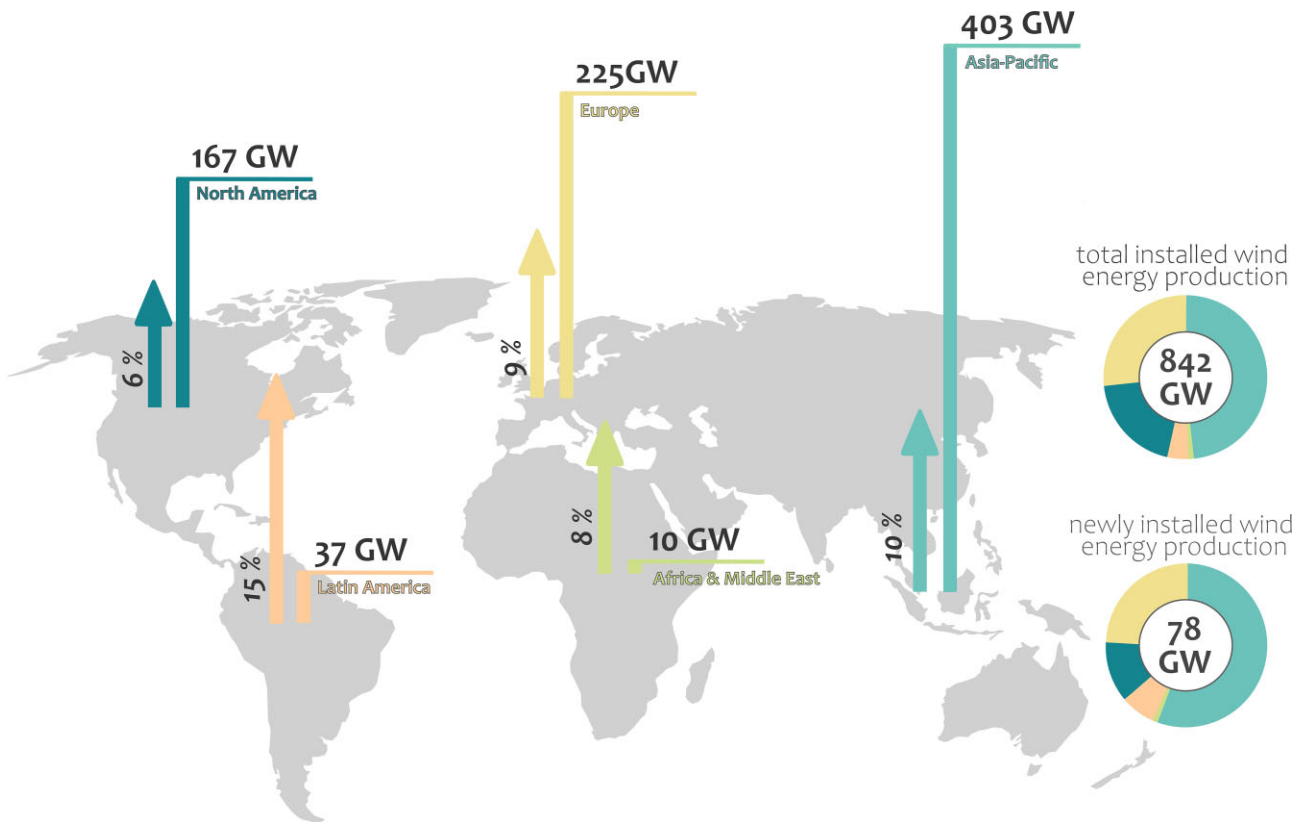 403 GW
Asia-Pacific
225GW
Europe
167 GW
North America
6 %
9 %
total installed wind
energy production
842
GW
15 %
37 GW
Latin America
8 %
10 GW
Africa & Middle East
10 %
newly installed wind
energy production
78
GW